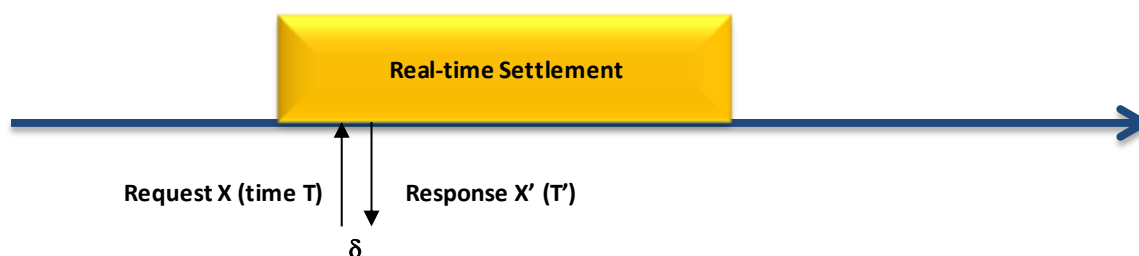 Real-time Settlement
Request X (time T)
Response X’ (T’)
δ